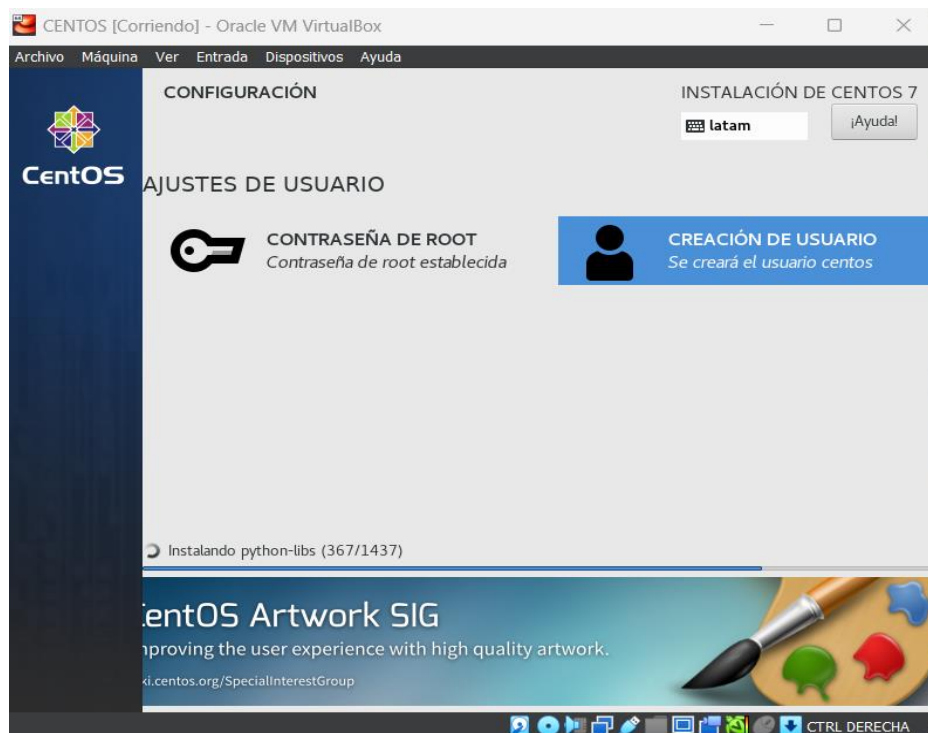 CENTOS [Corriendo] - Oracle VM VirtualBox
Archivo Máquina Ver Entrada Dispositivos Ayuda
CONFIGURACIÓN
INSTALACIÓN DE CENTOS 7
latam
¡Ayuda!
CentOS
AJUSTES DE USUARIO
CONTRASEÑA DE ROOT
Contraseña de root establecida
CREACIÓN DE USUARIO
Se creará el usuario centos
Instalando python-libs (367/1437)
entOS Artwork SIG
proving the user experience with high quality artwork.
ki.centos.org/SpecialInterestGroup
CTRL DERECHA